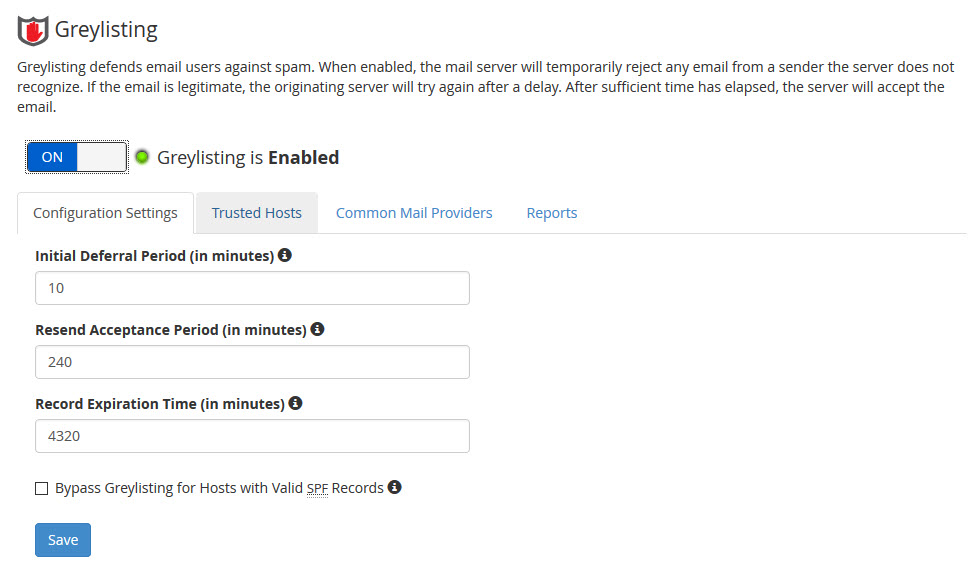 Greylisting
Greylisting defends email users against spam. When enabled, the mail server will temporarily reject any email from a sender the server does not
recognize. If the email is legitimate, the originating server will try again after a delay. After sufficient time has elapsed, the server will accept the
email.
ON Greylisting is Enabled
Configuration Settings Trusted Hosts Common Mail Providers Reports
Initial Deferral Period (in minutes)
10
Resend Acceptance Period (in minutes)
240
Record Expiration Time (in minutes)
4320
Bypass Greylisting for Hosts with Valid SPF Records
Save